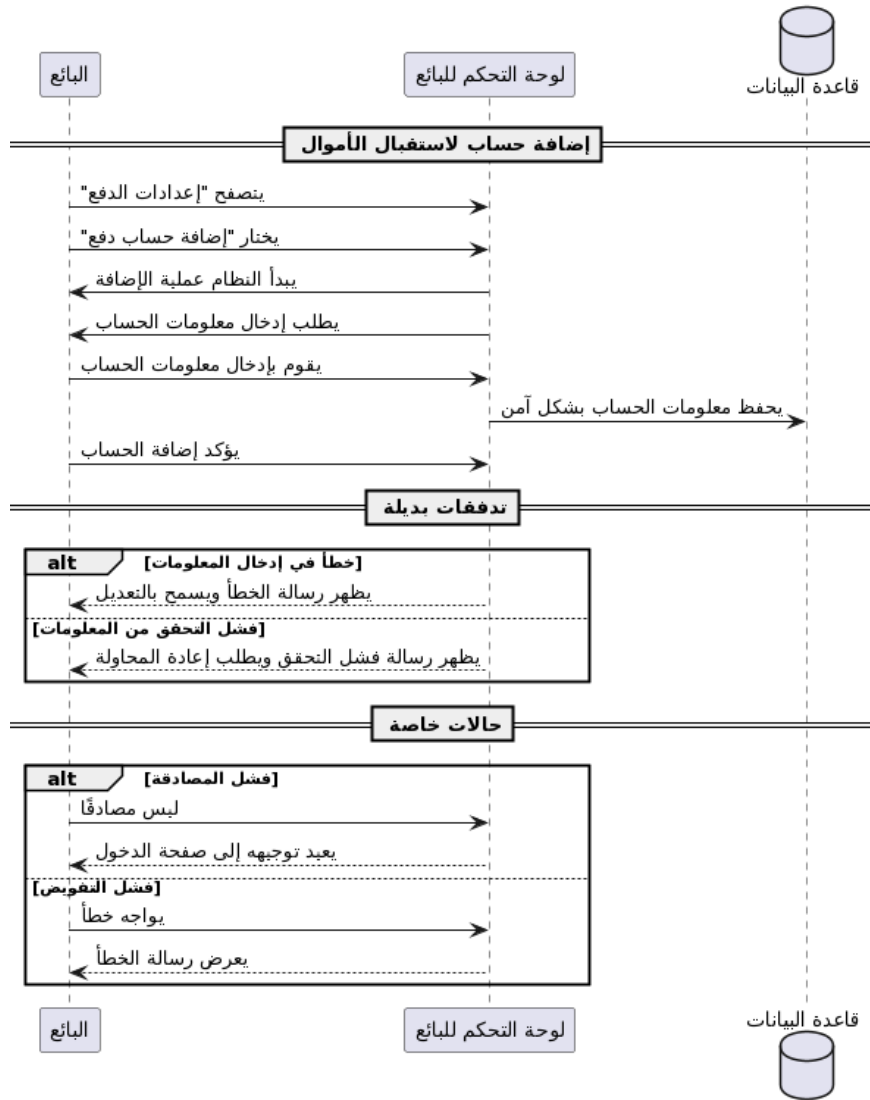 البائع
لوحة التحكم للبائع
قاعدة البيانات
إضافة حساب لاستقبال الأموال
يتصفح "إعدادات الدفع"
يختار "إضافة حساب دفع"
يبدأ النظام عملية الإضافة
يطلب إدخال معلومات الحساب
يقوم بإدخال معلومات الحساب
يحفظ معلومات الحساب بشكل آمن
يؤكد إضافة الحساب
تدفقات بديلة
alt [خطأ في إدخال المعلومات]
يظهر رسالة الخطأ ويسمح بالتعديل
[فشل التحقق من المعلومات]
يظهر رسالة فشل التحقق ويطلب إعادة المحاولة
حالات خاصة
alt [فشل المصادقة]
ليس مصادقًا
يعيد توجيهه إلى صفحة الدخول
[فشل التفويض]
يواجه خطأ
يعرض رسالة الخطأ
البائع
لوحة التحكم للبائع
قاعدة البيانات